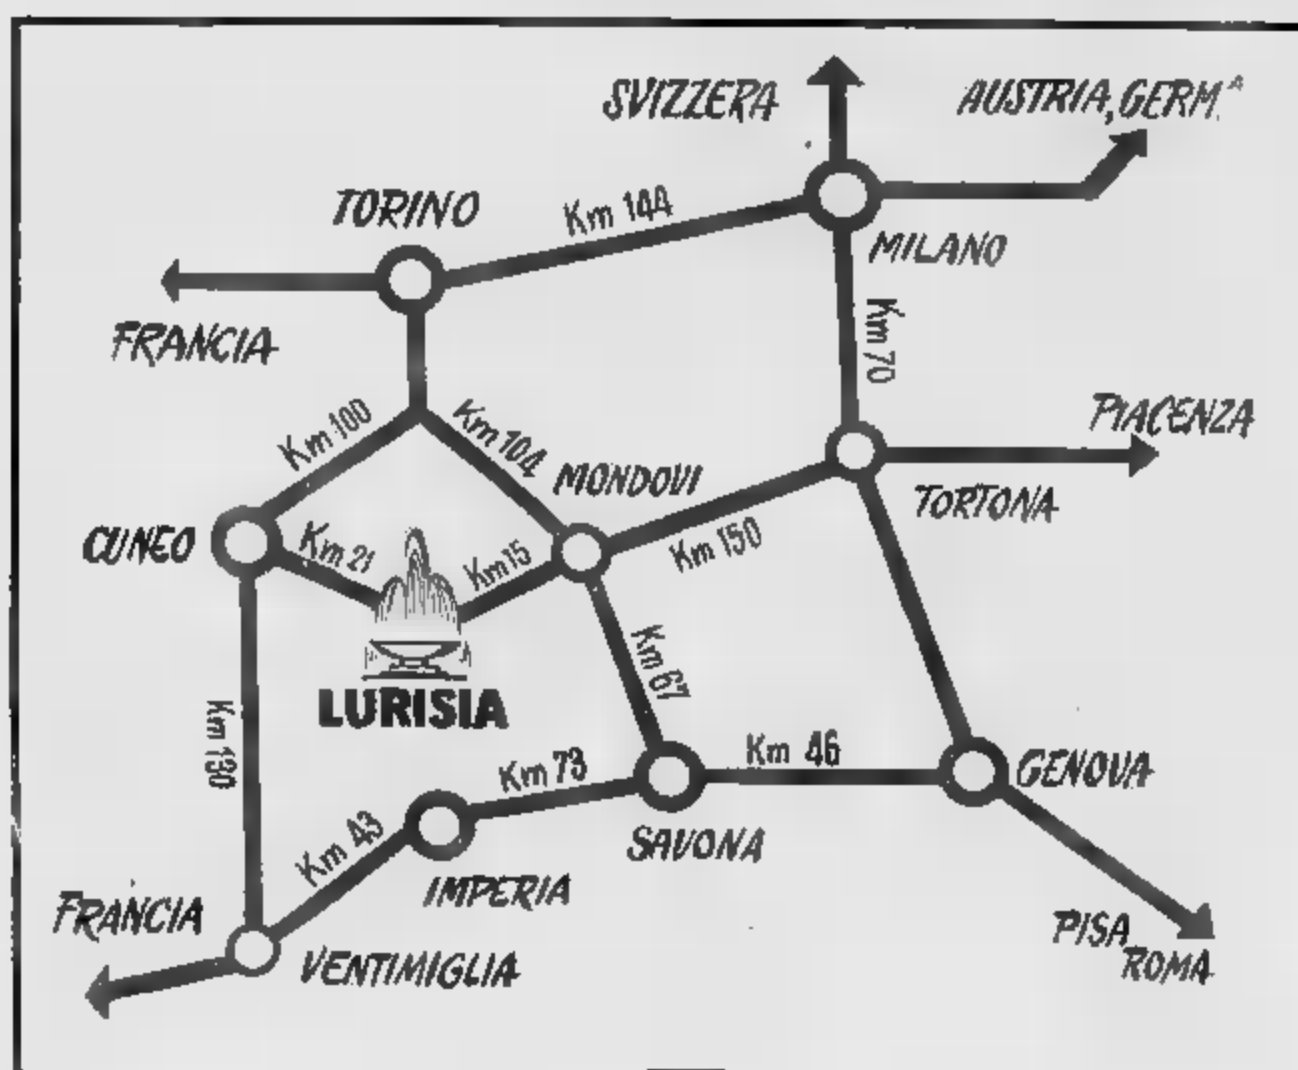 SVIZZERA
AUSTRIA, GERM.A
TORINO
Km 144
MILANO
FRANCIA
Km 70
Km 100
Km 104
PIACENZA
MONDOVI
TORTONA
CUNEO
Km 21
Km 15
Km 150
Km 67
LURISIA
Km 46
Km 73
GENOVA
SAVONA
Km 43
IMPERIA
FRANCIA
VENTIMIGLIA
PISA
ROMA